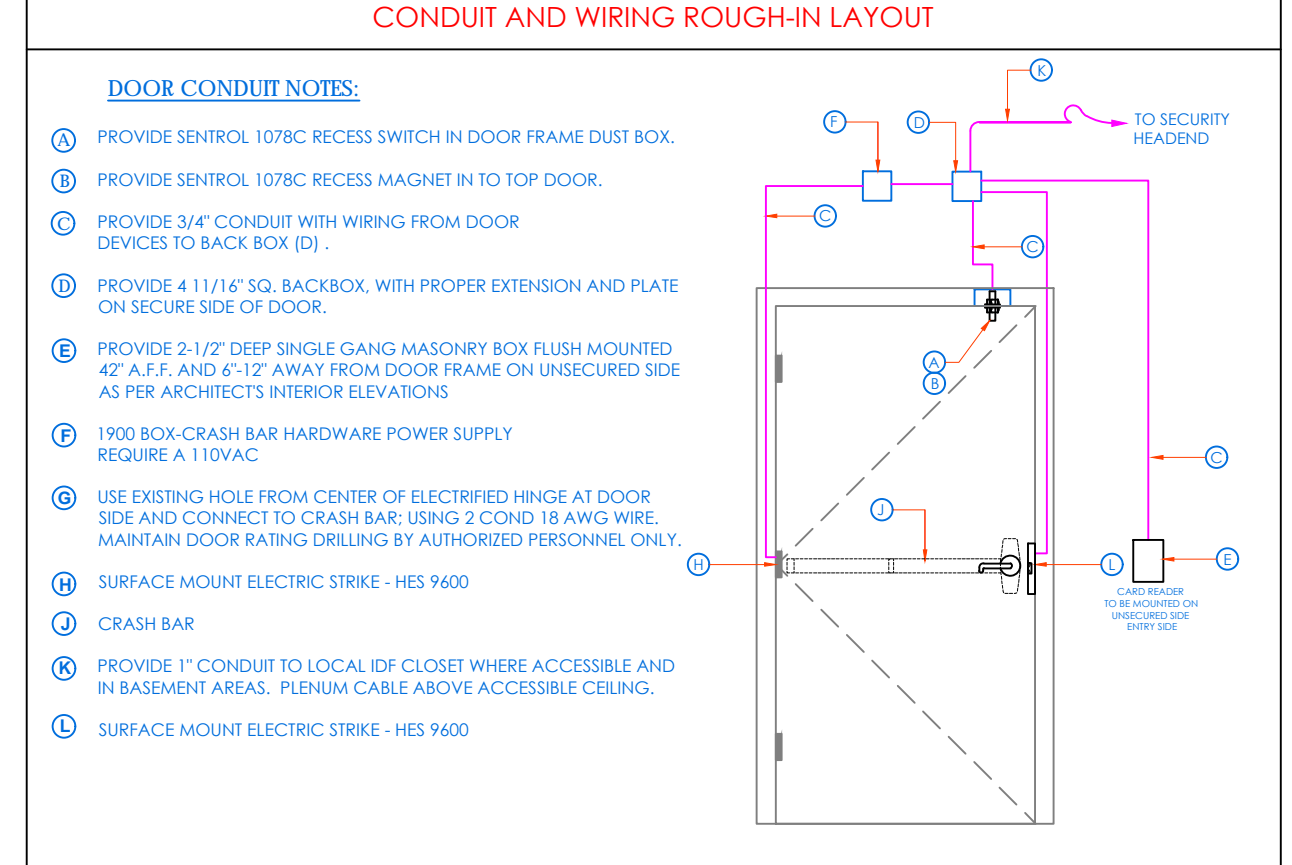 CONDUIT AND WIRING ROUGH-IN LAYOUT
DOOR CONDUIT NOTES:
A PROVIDE SENTROL 1078C RECESS SWITCH IN DOOR FRAME DUST BOX.
B PROVIDE SENTROL 1078C RECESS MAGNET IN TO TOP DOOR.
C PROVIDE 3/4" CONDUIT WITH WIRING FROM DOOR
DEVICES TO BACK BOX (D) .
D PROVIDE 4 11/16" SQ. BACKBOX, WITH PROPER EXTENSION AND PLATE
ON SECURE SIDE OF DOOR.
E PROVIDE 2-1/2" DEEP SINGLE GANG MASONRY BOX FLUSH MOUNTED
42" A.F.F. AND 6"-12" AWAY FROM DOOR FRAME ON UNSECURED SIDE
AS PER ARCHITECT'S INTERIOR ELEVATIONS
F 1900 BOX-CRASH BAR HARDWARE POWER SUPPLY
REQUIRE A 110VAC
G USE EXISTING HOLE FROM CENTER OF ELECTRIFIED HINGE AT DOOR
SIDE AND CONNECT TO CRASH BAR; USING 2 COND 18 AWG WIRE.
MAINTAIN DOOR RATING DRILLING BY AUTHORIZED PERSONNEL ONLY.
H SURFACE MOUNT ELECTRIC STRIKE - HES 9600
J CRASH BAR
K PROVIDE 1" CONDUIT TO LOCAL IDF CLOSET WHERE ACCESSIBLE AND
IN BASEMENT AREAS. PLENUM CABLE ABOVE ACCESSIBLE CEILING.
L SURFACE MOUNT ELECTRIC STRIKE - HES 9600
K
F
D
TO SECURITY
HEADEND
C
C
A
B
C
J
H
L
E
CARD READER
TO BE MOUNTED ON
UNSECURED SIDE
ENTRY SIDE